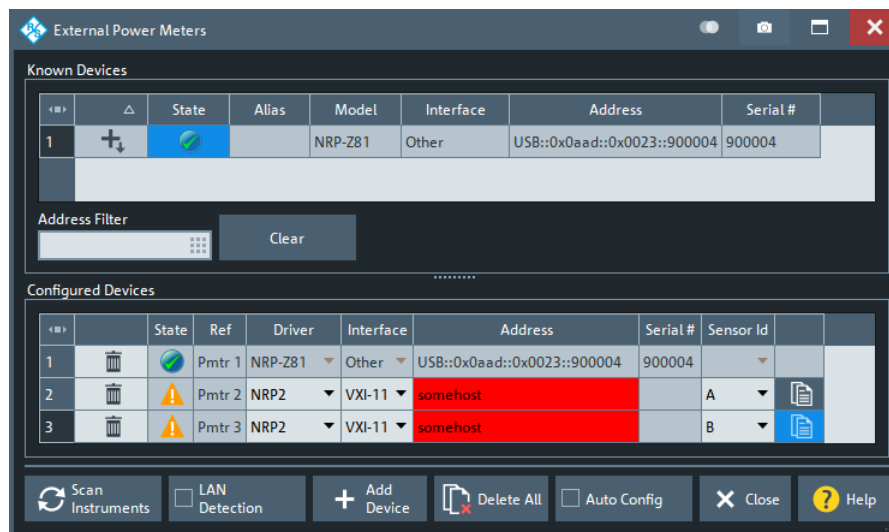 External Power Meters
Known Devices
State Alias Model Interface Address Serial #
1 NRP-Z81 Other USB::0x0aad::0x0023::900004 900004
Address Filter
Clear
Configured Devices
State Ref Driver Interface Address Serial # Sensor Id
1 Pmtr 1 NRP-Z81 Other USB::0x0aad::0x0023::900004 900004
2 Pmtr 2 NRP2 VXI-11 somehost A
3 Pmtr 3 NRP2 VXI-11 somehost B
Scan Instruments LAN Detection Add Device Delete All Auto Config Close Help